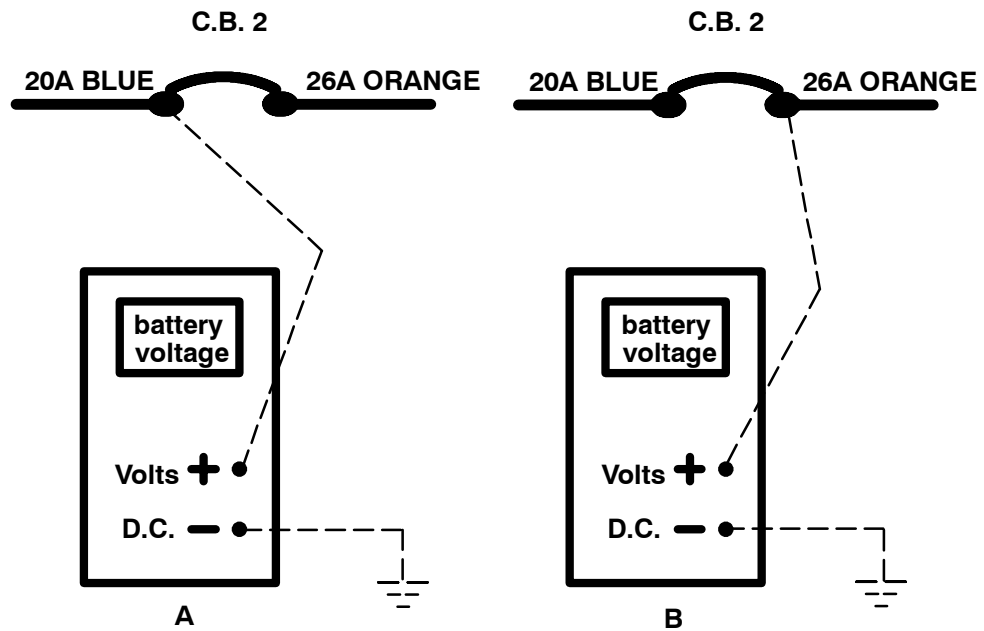 C.B. 2
20A BLUE
26A ORANGE
battery
voltage
Volts +
D.C. −
A
C.B. 2
20A BLUE
26A ORANGE
battery
voltage
Volts +
D.C. −
B